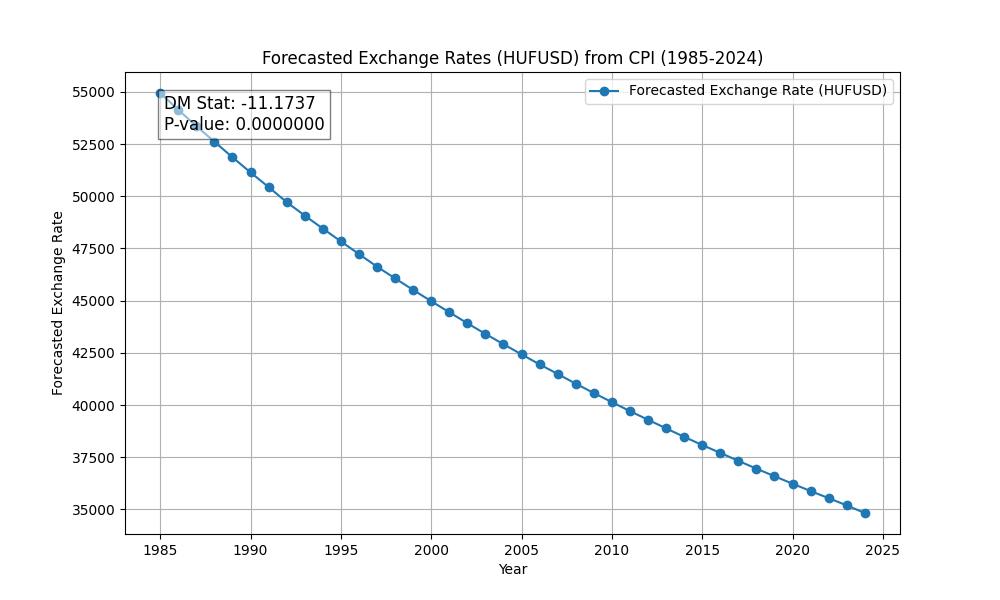 Forecasted Exchange Rates (HUFUSD) from CPI (1985-2024)
Forecasted Exchange Rate (HUFUSD)
DM Stat: -11.1737
P-value: 0.0000000
Forecasted Exchange Rate
55000
52500
50000
47500
45000
42500
40000
37500
35000
1985 1990 1995 2000 2005 2010 2015 2020 2025
Year